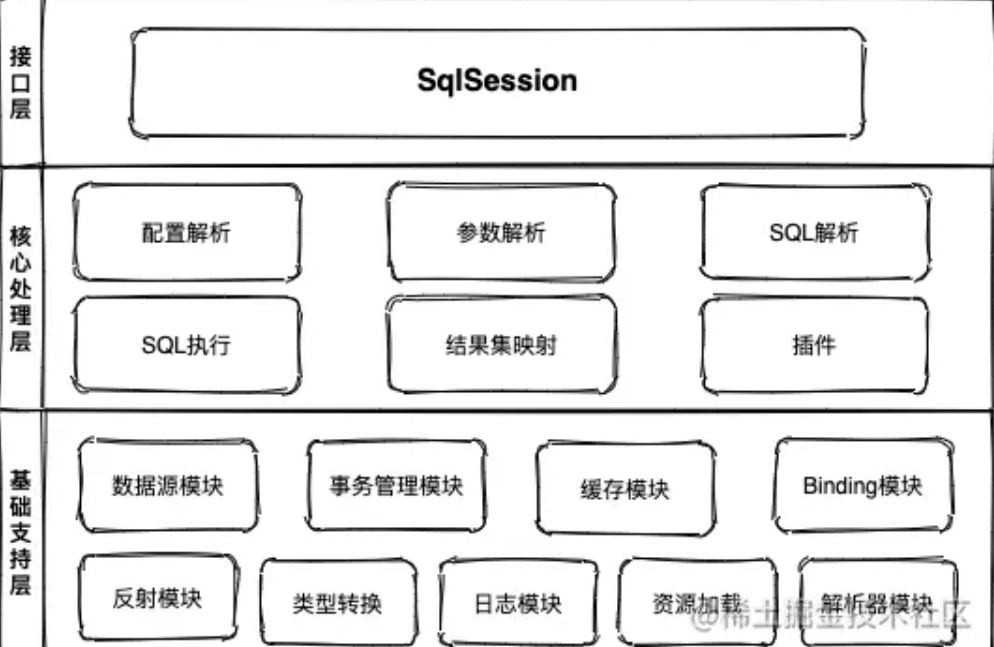 接口层
SqlSession
核心处理层
配置解析
参数解析
SQL解析
SQL执行
结果集映射
插件
基础支持层
数据源模块
事务管理模块
缓存模块
Binding模块
反射模块
类型转换
日志模块
资源加载
解析器模块
@稀土掘金技术社区